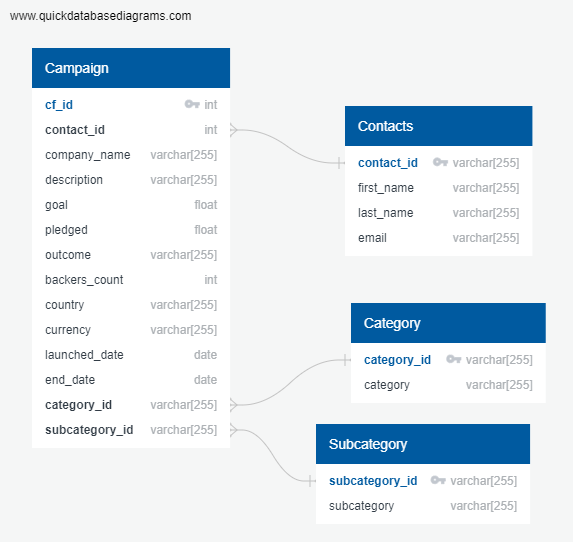 www.quickdatabasediagrams.com
Campaign
cf_id int
contact_id int
company_name varchar[255]
description varchar[255]
goal float
pledged float
outcome varchar[255]
backers_count int
country varchar[255]
currency varchar[255]
launched_date date
end_date date
category_id varchar[255]
subcategory_id varchar[255]
Contacts
contact_id varchar[255]
first_name varchar[255]
last_name varchar[255]
email varchar[255]
Category
category_id varchar[255]
category varchar[255]
Subcategory
subcategory_id varchar[255]
subcategory varchar[255]